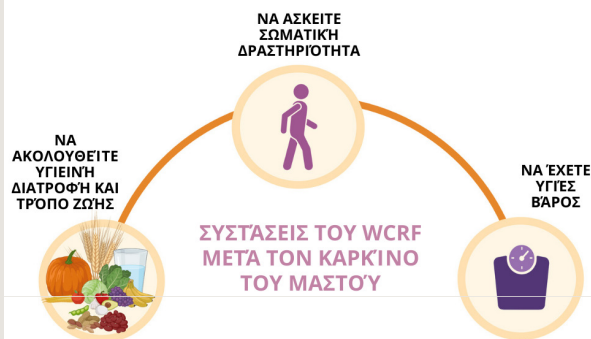 ΝΑ ΑΣΚΕΙΤΕ
ΣΩΜΑΤΙΚΉ
ΔΡΑΣΤΗΡΙΌΤΗΤΑ
ΝΑ
ΑΚΟΛΟΥΘΕΊΤΕ
ΥΓΙΕΙΝΉ
ΔΙΑΤΡΟΦΉ ΚΑΙ
ΤΡΌΠΟ ΖΩΉΣ
ΝΑ ΈΧΕΤΕ
ΥΓΙΈΣ
ΒΆΡΟΣ
ΣΥΣΤΆΣΕΙΣ ΤΟΥ WCRF
ΜΕΤΆ ΤΟΝ ΚΑΡΚΊΝΟ
ΤΟΥ ΜΑΣΤΟΎ